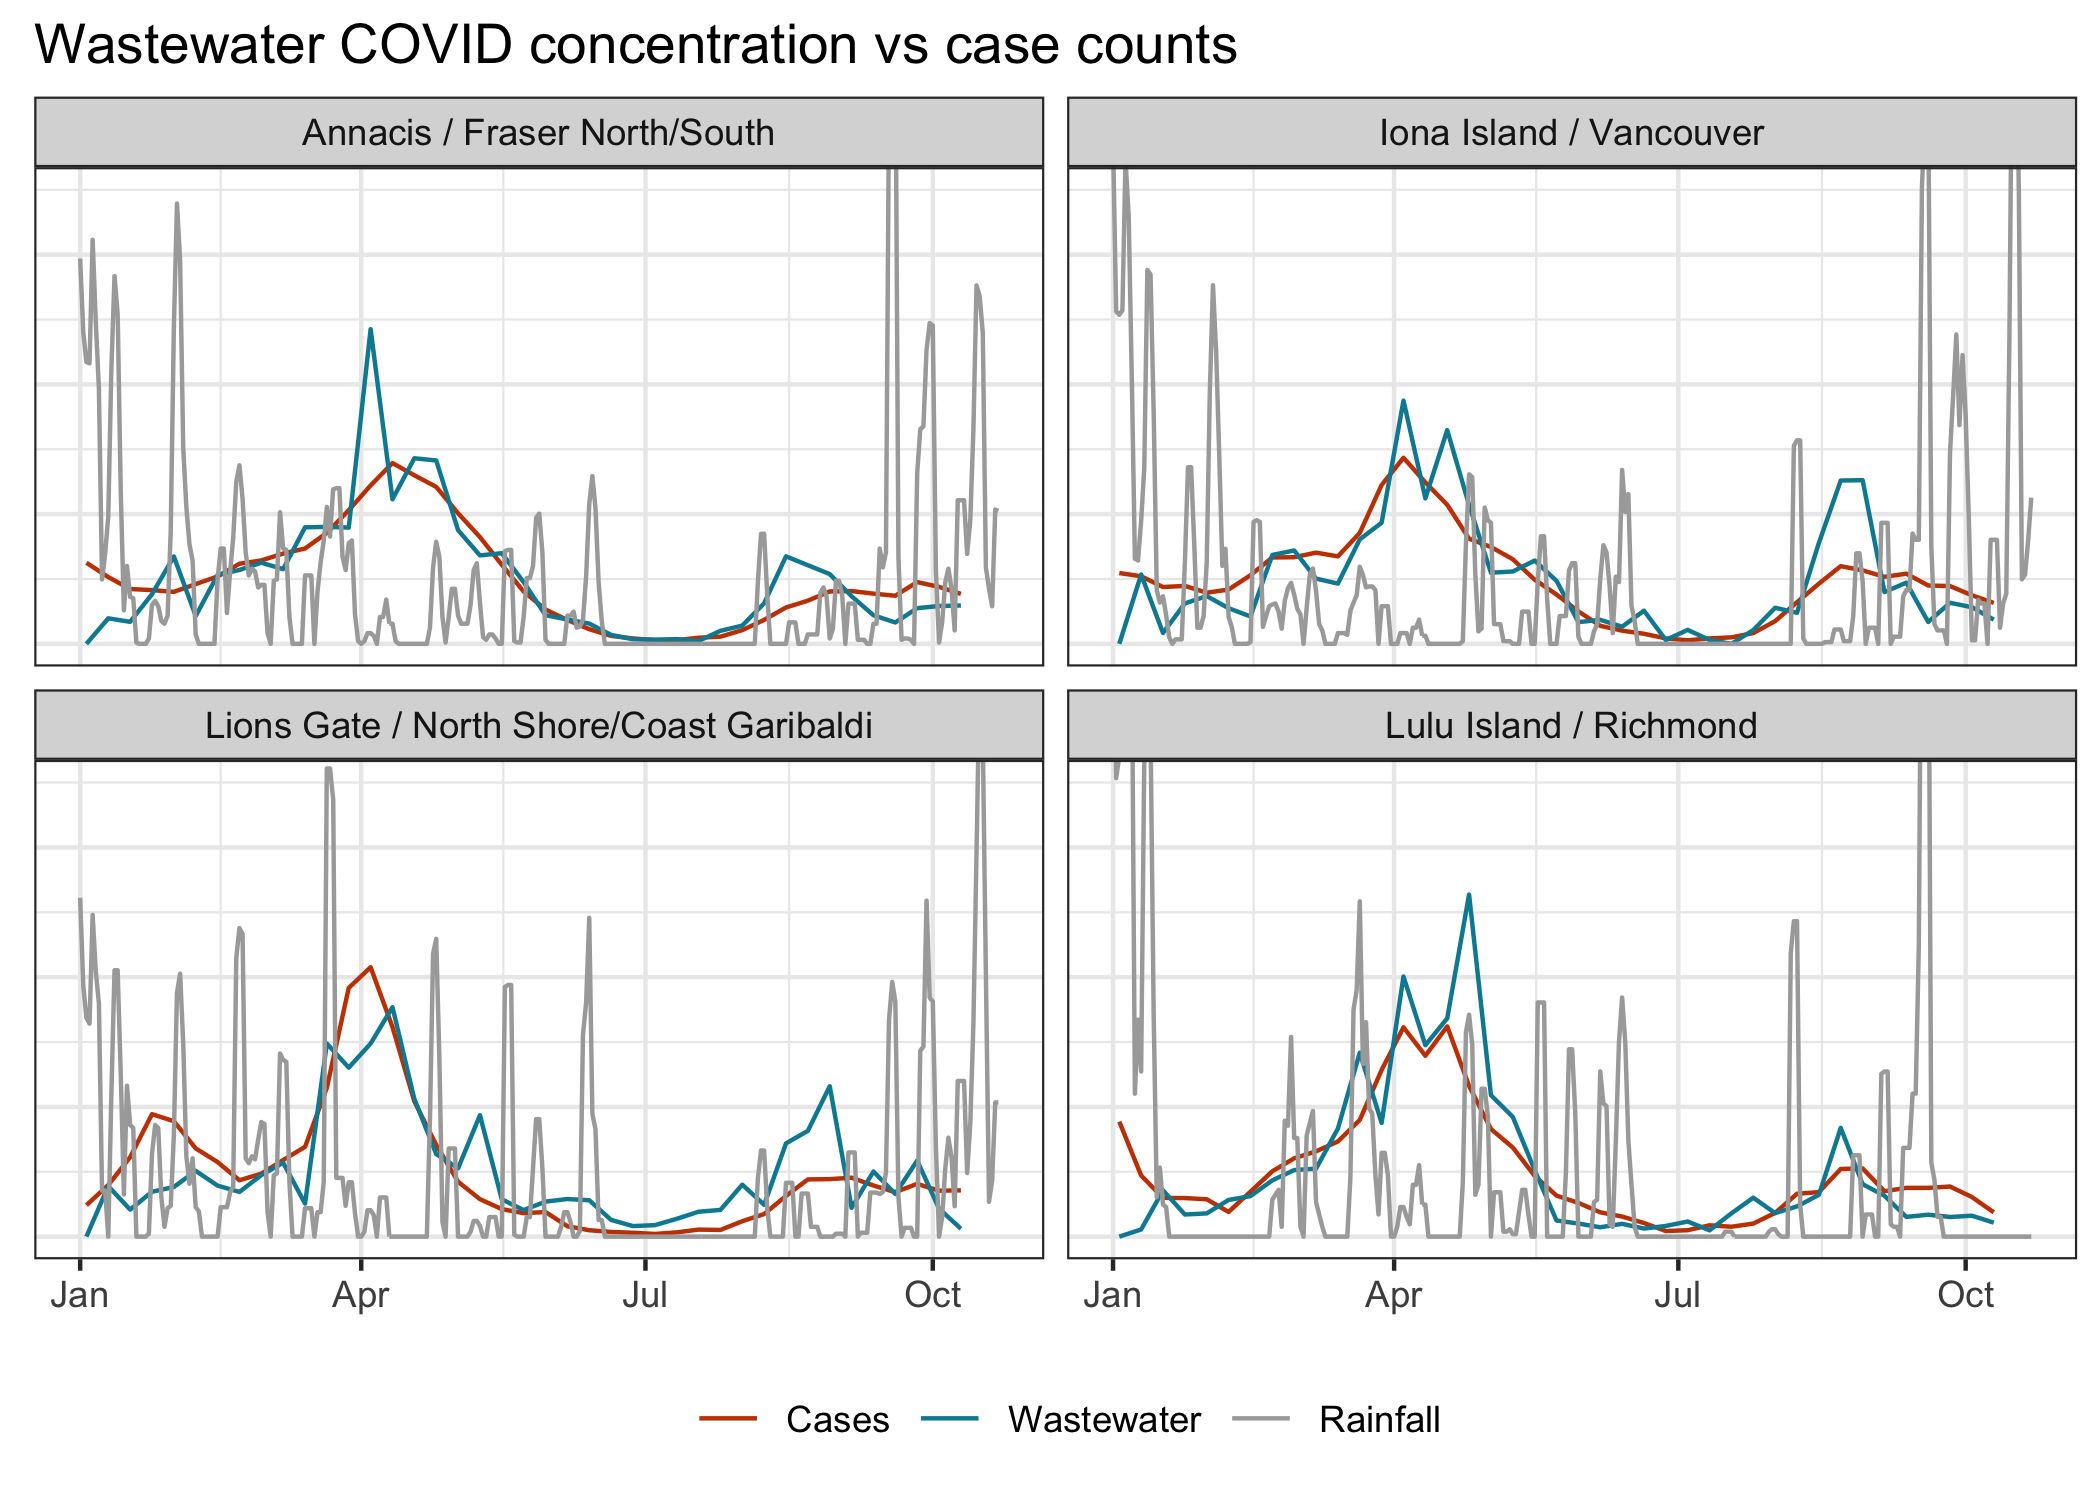 Wastewater COVID concentration vs case counts
Annacis / Fraser North/South
Iona Island / Vancouver
Lions Gate / North Shore/Coast Garibaldi
Lulu Island / Richmond
Jan Apr Jul Oct
Jan Apr Jul Oct
Cases Wastewater Rainfall